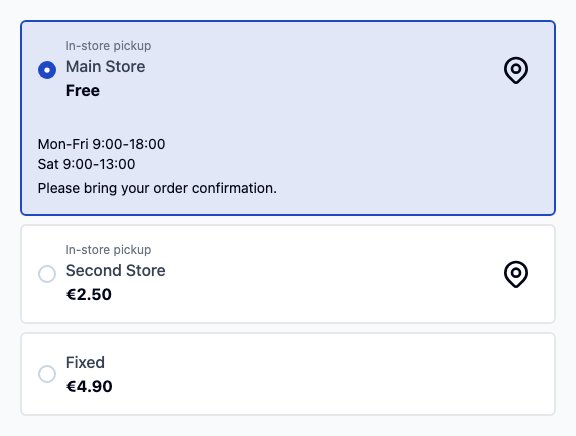 In-store pickup
Main Store
Free
Mon-Fri 9:00-18:00
Sat 9:00-13:00
Please bring your order confirmation.
In-store pickup
Second Store
€2.50
Fixed
€4.90